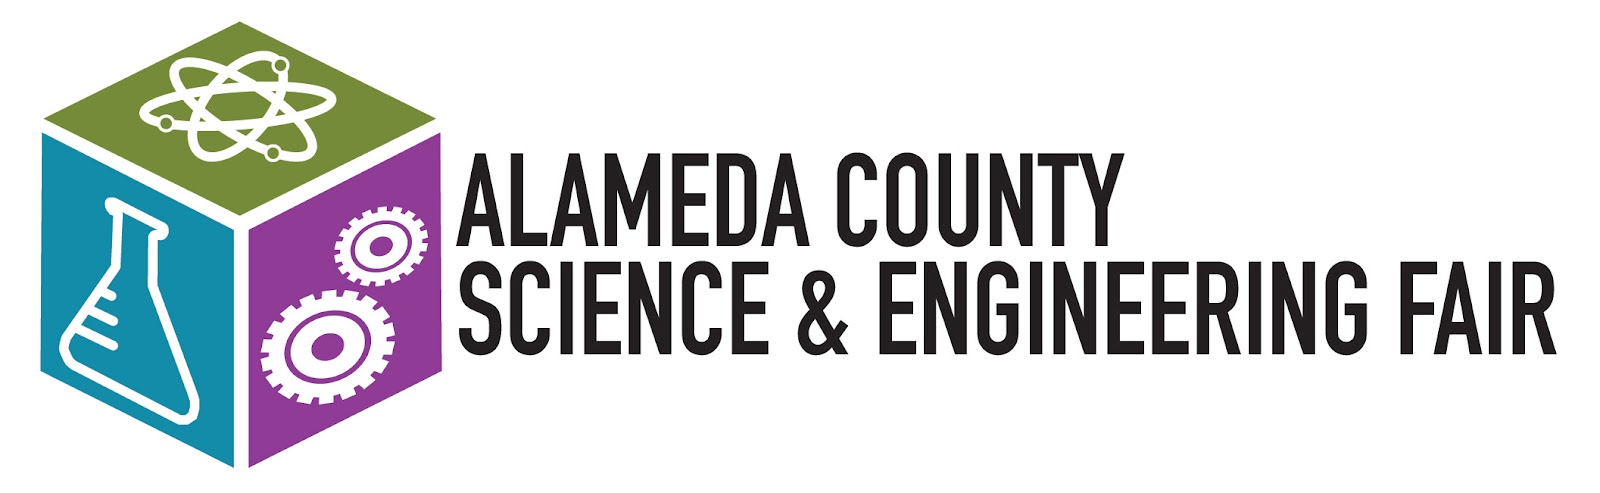 ALAMEDA COUNTY
SCIENCE & ENGINEERING FAIR